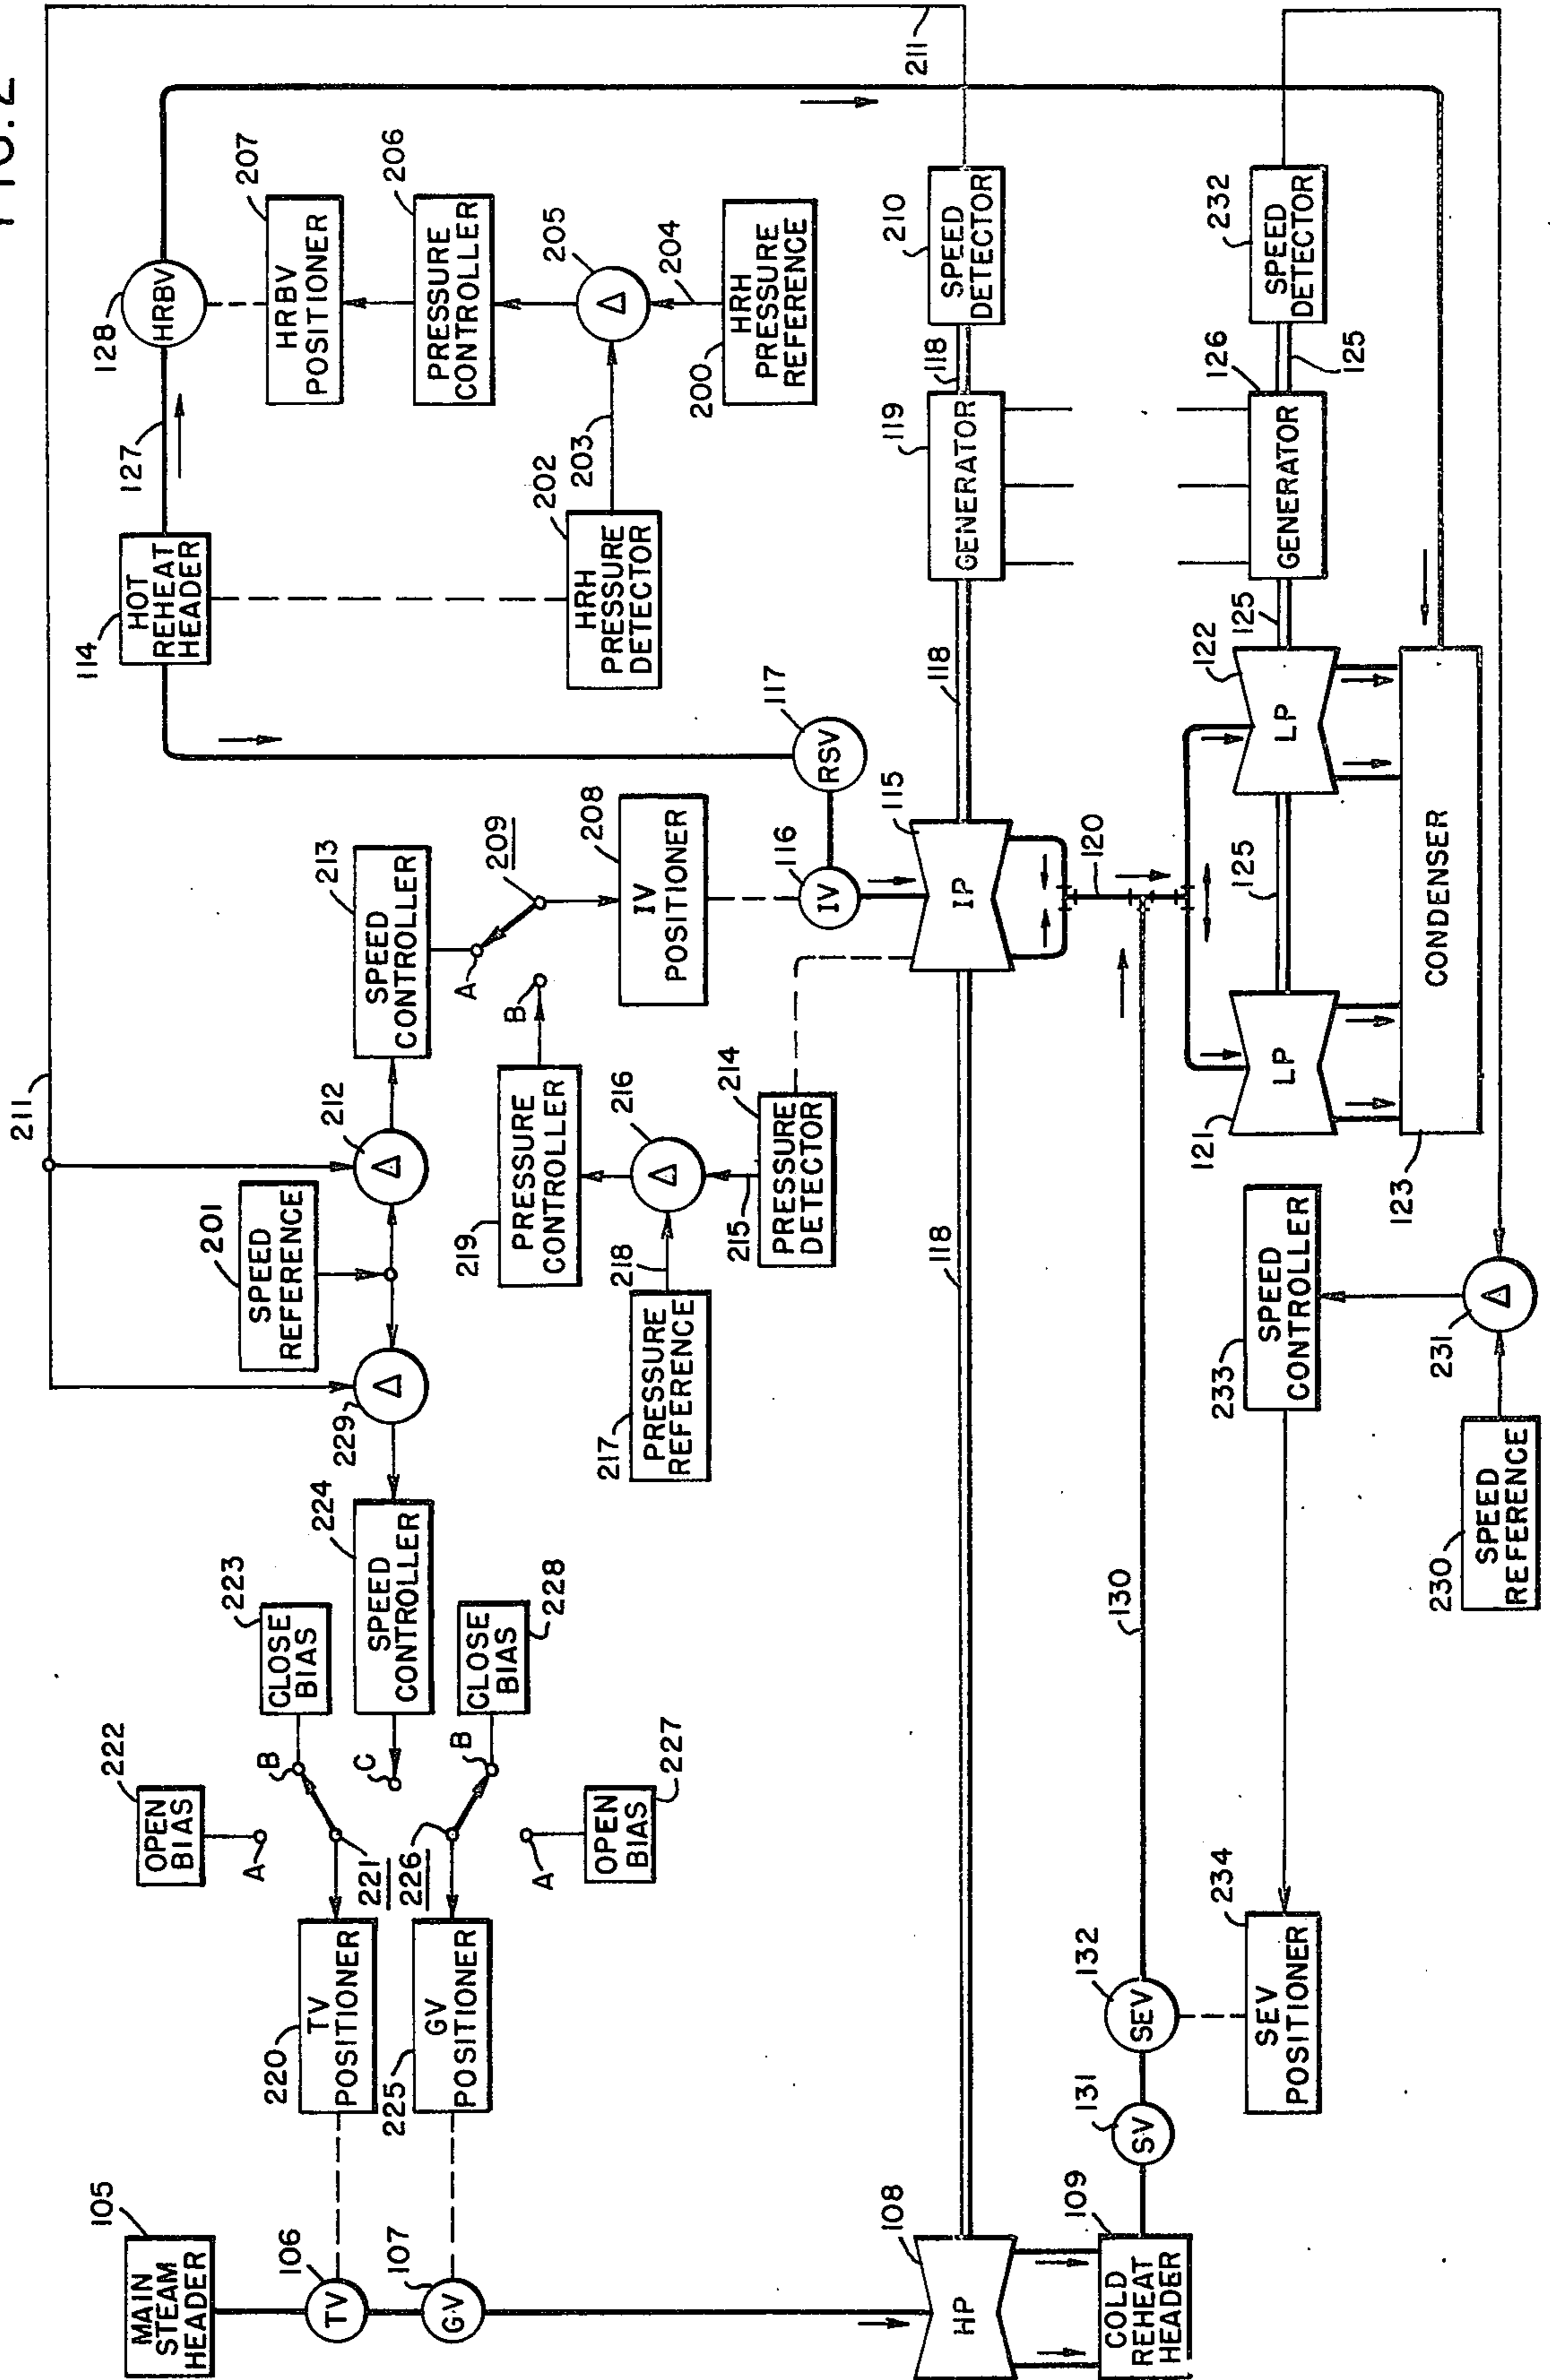 FIG. 2
211
211
105
MAIN
STEAM
HEADER
106
TV
107
GV
220
TV
POSITIONER
225
GV
POSITIONER
222
OPEN
BIAS
A
221
226
B
223
CLOSE
BIAS
C
224
SPEED
CONTROLLER
B
228
CLOSE
BIAS
A
227
OPEN
BIAS
229
Δ
201
SPEED
REFERENCE
212
Δ
213
SPEED
CONTROLLER
A
209
B
208
IV
POSITIONER
219
PRESSURE
CONTROLLER
216
Δ
218
217
PRESSURE
REFERENCE
215
214
PRESSURE
DETECTOR
116
IV
117
RSV
114
HOT
REHEAT
HEADER
127
128
HRBV
207
HRBV
POSITIONER
206
PRESSURE
CONTROLLER
205
Δ
204
203
202
HRH
PRESSURE
DETECTOR
200
HRH
PRESSURE
REFERENCE
108
HP
118
115
IP
118
119
GENERATOR
118
210
SPEED
DETECTOR
109
COLD
REHEAT
HEADER
131
SV
132
SEV
130
120
234
SEV
POSITIONER
233
SPEED
CONTROLLER
121
LP
125
122
LP
125
126
GENERATOR
125
232
SPEED
DETECTOR
123
CONDENSER
230
SPEED
REFERENCE
231
Δ